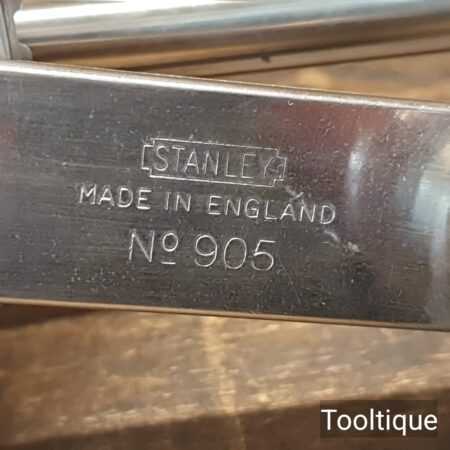 STANLEY
MADE IN ENGLAND
Nº 905
Tooltique